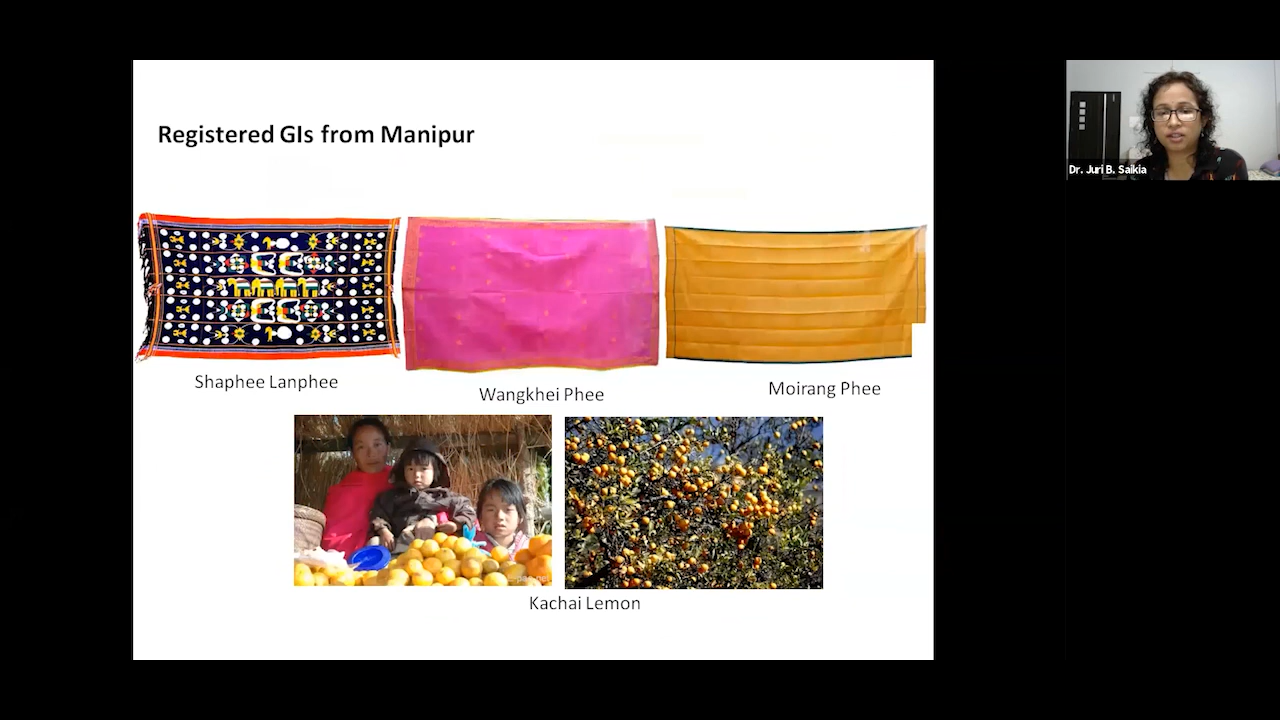 Registered GIs from Manipur
Dr. Juri B. Saikia
Shaphee Lanphee
Wangkhei Phee
Moirang Phee
Kachai Lemon